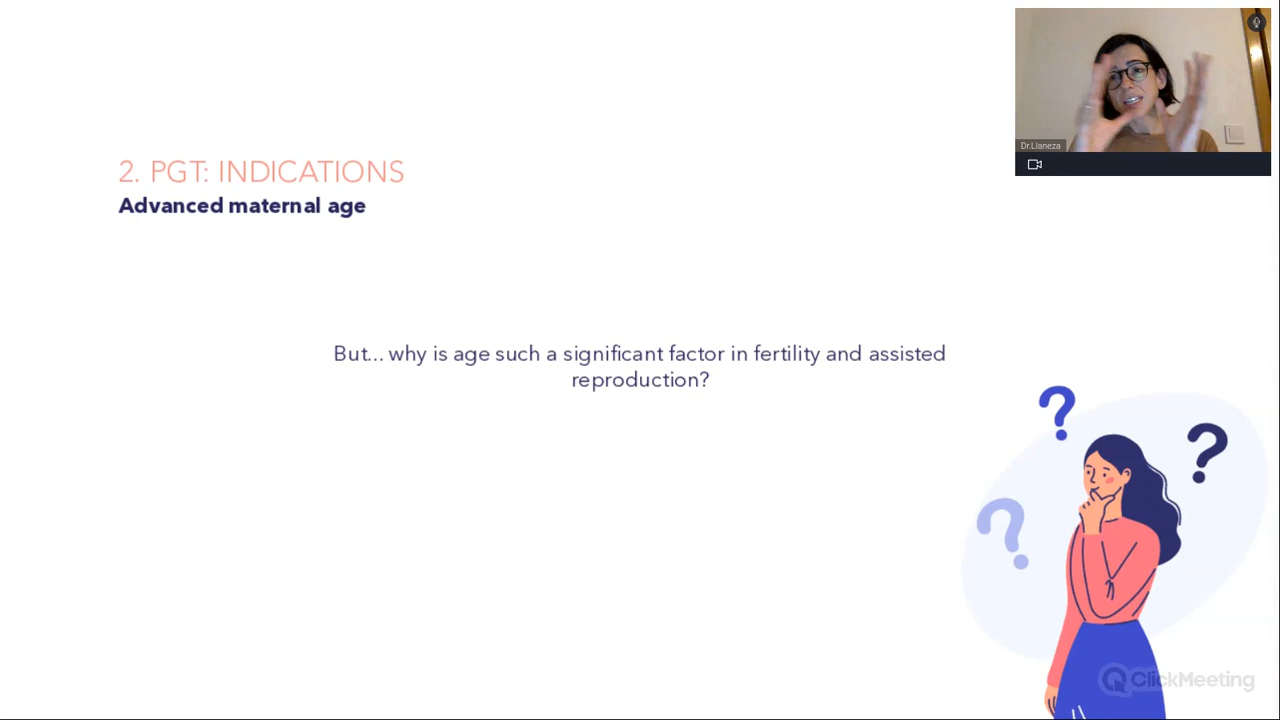 Dr.Llaneza
2. PGT: INDICATIONS
Advanced maternal age
But... why is age such a significant factor in fertility and assisted
reproduction?
?
?
?
ClickMeeting